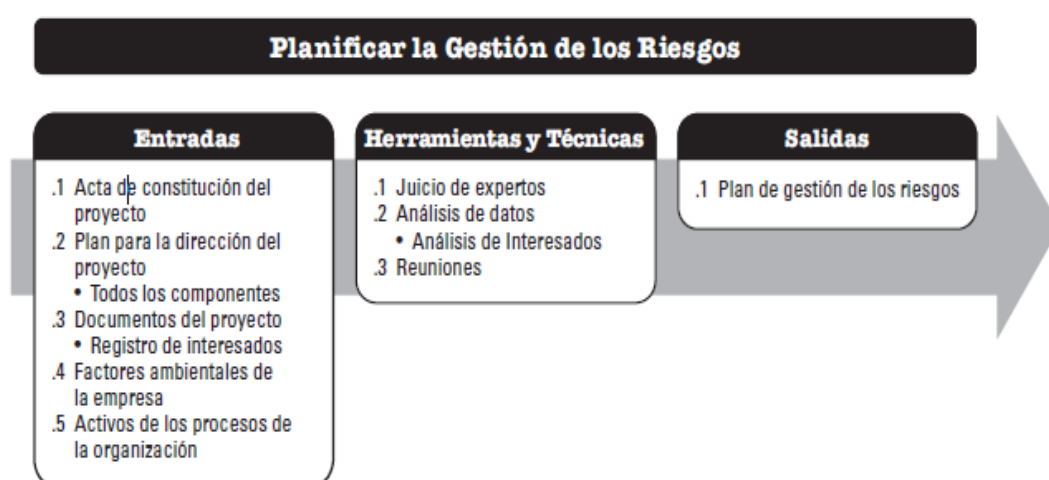 Planificar la Gestión de los Riesgos
Entradas
.1 Acta de constitución del
proyecto
.2 Plan para la dirección del
proyecto
• Todos los componentes
.3 Documentos del proyecto
• Registro de interesados
.4 Factores ambientales de
la empresa
.5 Activos de los procesos de
la organización
Herramientas y Técnicas
.1 Juicio de expertos
.2 Análisis de datos
• Análisis de Interesados
.3 Reuniones
Salidas
.1 Plan de gestión de los riesgos